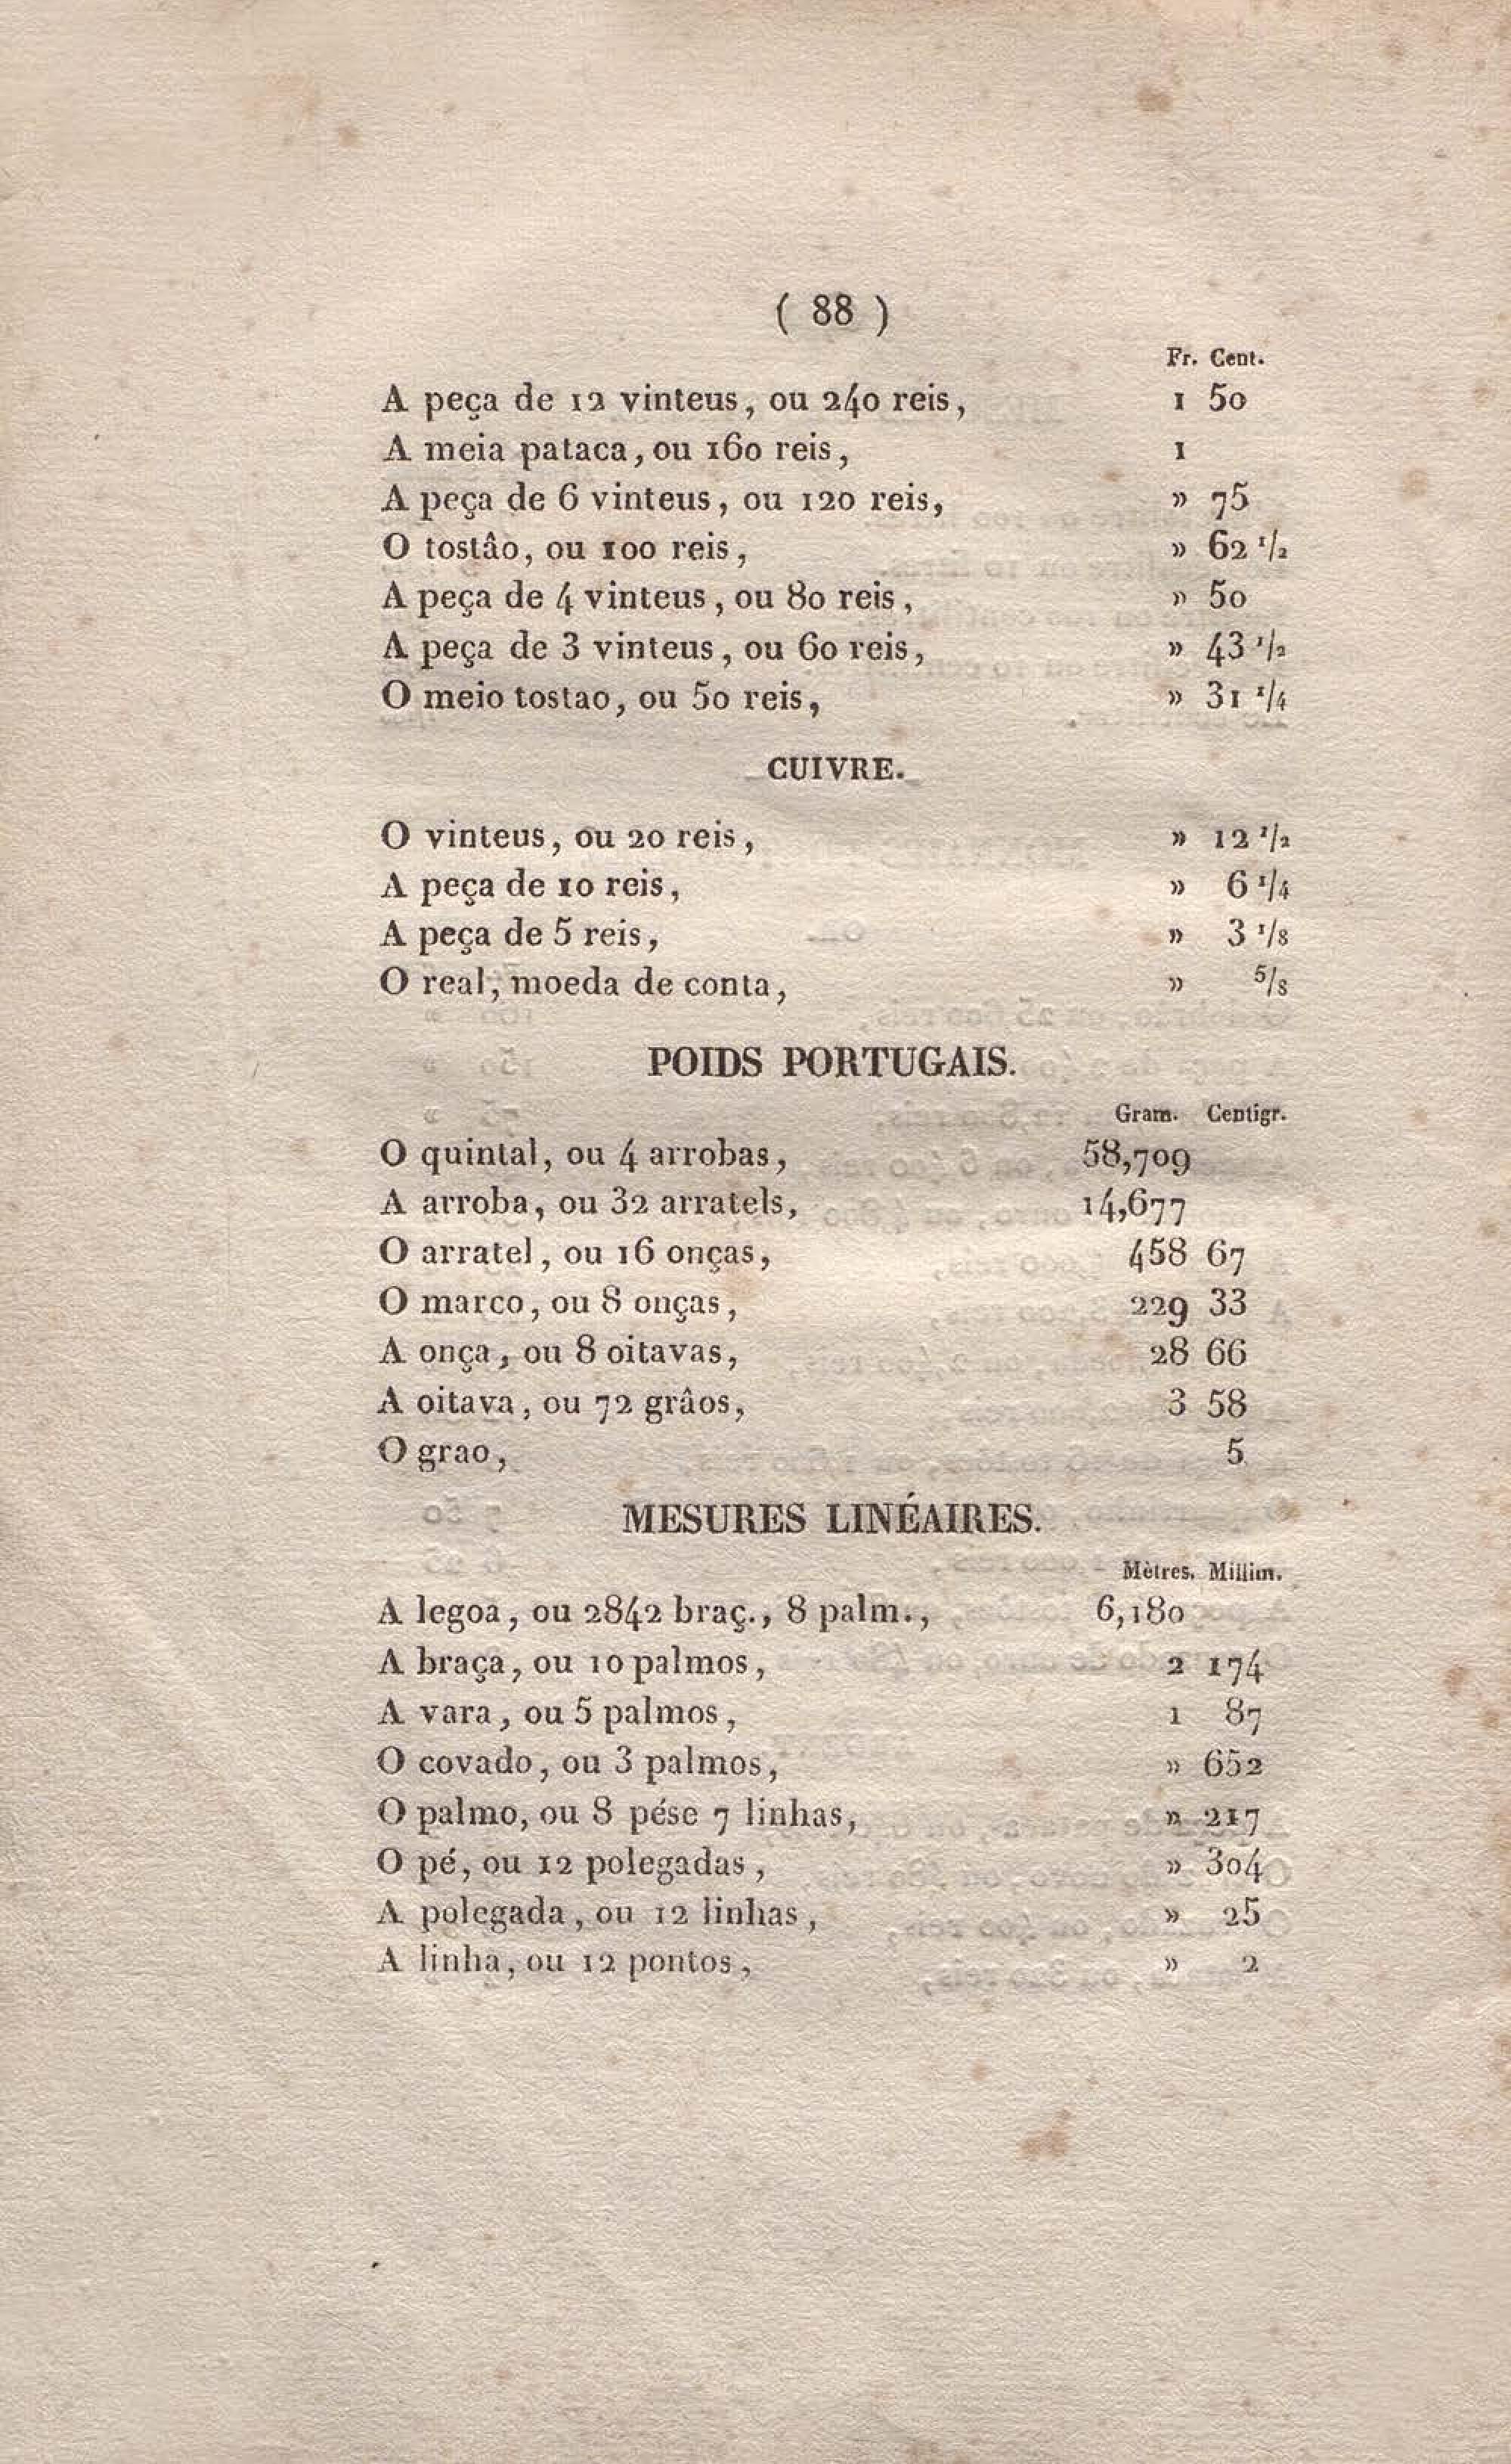 ( 88 )
Fr. Cent.
A peça de 12 vinteus, ou 240 reis, 1 50
A meia pataca, ou 160 reis, 1
A peça de 6 vinteus, ou 120 reis, » 75
O tostâo, ou 100 reis, » 62 1/2
A peça de 4 vinteus, ou 80 reis, » 50
A peça de 3 vinteus, ou 60 reis, » 43 1/2
O meio tostao, ou 50 reis, » 31 1/4
CUIVRE.
O vinteus, ou 20 reis, » 12 1/2
A peça de 10 reis, » 6 1/4
A peça de 5 reis, » 3 1/8
O real, moeda de conta, » 5/8
POIDS PORTUGAIS.
Gram. Centigr.
O quintal, ou 4 arrobas, 58,709
A arroba, ou 32 arratels, 14,677
O arratel, ou 16 onças, 458 67
O marco, ou 8 onças, 229 33
A onça, ou 8 oitavas, 28 66
A oitava, ou 72 grâos, 3 58
O grao, 5
MESURES LINÉAIRES.
Mètres. Millim.
A legoa, ou 2842 braç., 8 palm., 6,180
A braça, ou 10 palmos, 2 174
A vara, ou 5 palmos, 1 87
O covado, ou 3 palmos, » 652
O palmo, ou 8 pése 7 linhas, » 217
O pé, ou 12 polegadas, » 304
A polegada, ou 12 linhas, » 25
A linha, ou 12 pontos, » 2